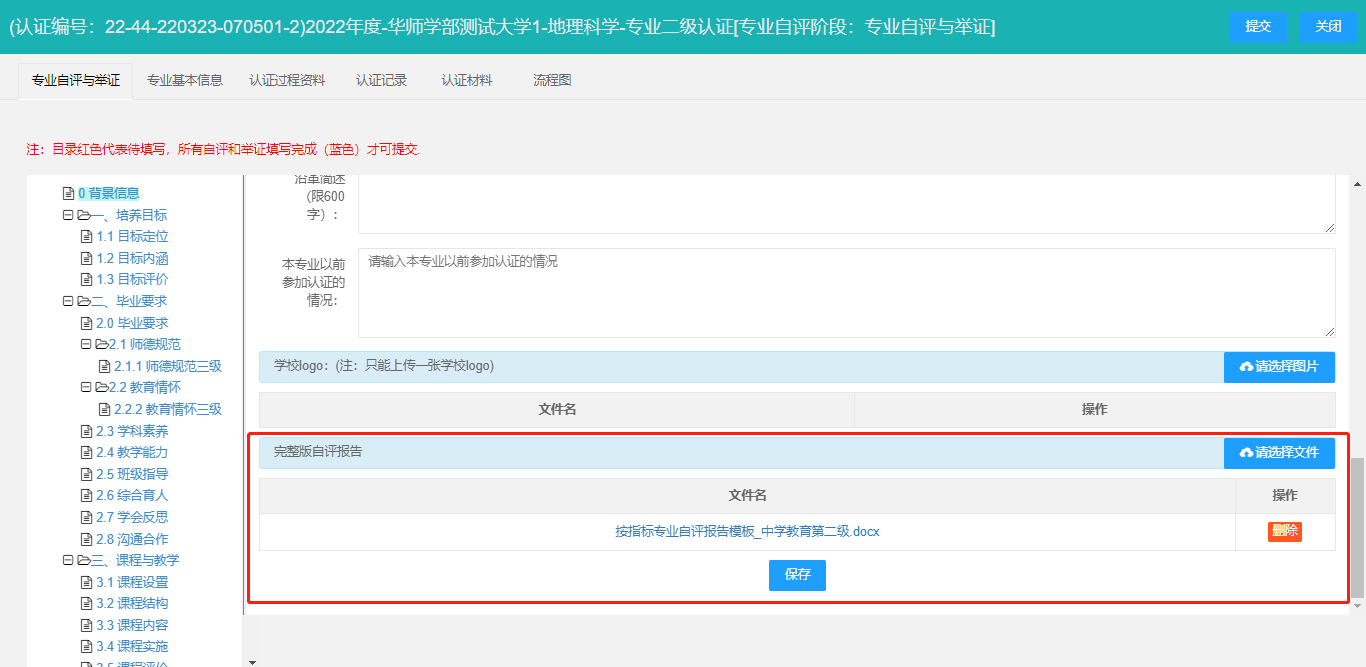 (认证编号：22-44-220323-070501-2)2022年度-华师学部测试大学1-地理科学-专业二级认证[专业自评阶段：专业自评与举证]
提交 关闭
专业自评与举证 专业基本信息 认证过程资料 认证记录 认证材料 流程图
注：目录红色代表待填写，所有自评和举证填写完成（蓝色）才可提交.
0 背景信息
一、培养目标
1.1 目标定位
1.2 目标内涵
1.3 目标评价
二、毕业要求
2.0 毕业要求
2.1 师德规范
2.1.1 师德规范三级
2.2 教育情怀
2.2.2 教育情怀三级
2.3 学科素养
2.4 教学能力
2.5 班级指导
2.6 综合育人
2.7 学会反思
2.8 沟通合作
三、课程与教学
3.1 课程设置
3.2 课程结构
3.3 课程内容
3.4 课程实施
3.5 课程评价
沿革简述
(限600
字）：
本专业以前
参加认证的
情况：
请输入本专业以前参加认证的情况
学校logo：(注：只能上传一张学校logo)
请选择图片
文件名 操作
完整版自评报告
请选择文件
文件名 操作
按指标专业自评报告模板_中学教育第二级.docx 删除
保存